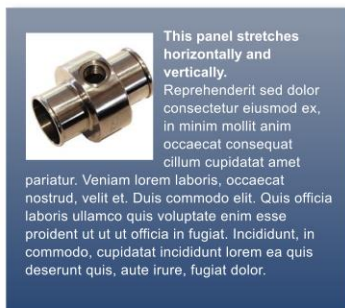 This panel stretches
horizontally and
vertically.
Reprehenderit sed dolor
consectetur eiusmod ex,
in minim mollit anim
occaecat consequat
cillum cupidatat amet
pariatur. Veniam lorem laboris, occaecat
nostrud, velit et. Duis commodo elit. Quis officia
laboris ullamco quis voluptate enim esse
proident ut ut ut officia in fugiat. Incididunt, in
commodo, cupidatat incididunt lorem ea quis
deserunt quis, aute irure, fugiat dolor.